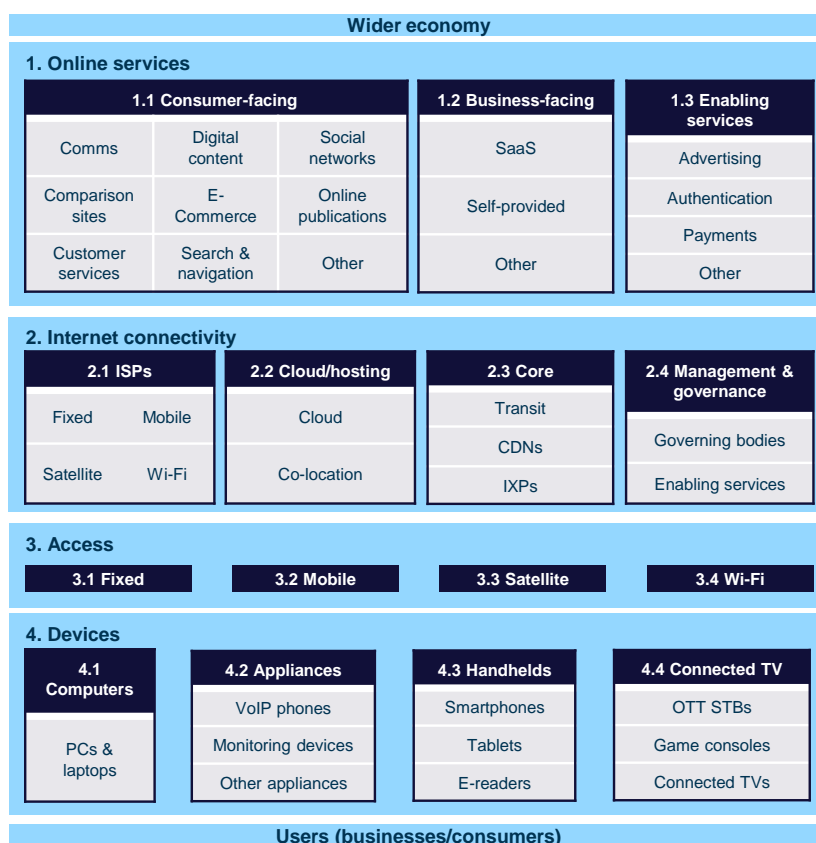 Wider economy
1. Online services
1.1 Consumer-facing
Comms
Digital
content
Social
networks
Comparison
sites
E-
Commerce
Online
publications
Customer
services
Search &
navigation
Other
1.2 Business-facing
SaaS
Self-provided
Other
1.3 Enabling
services
Advertising
Authentication
Payments
Other
2. Internet connectivity
2.1 ISPs
Fixed
Mobile
Satellite
Wi-Fi
2.2 Cloud/hosting
Cloud
Co-location
2.3 Core
Transit
CDNs
IXPs
2.4 Management &
governance
Governing bodies
Enabling services
3. Access
3.1 Fixed
3.2 Mobile
3.3 Satellite
3.4 Wi-Fi
4. Devices
4.1
Computers
PCs &
laptops
4.2 Appliances
VoIP phones
Monitoring devices
Other appliances
4.3 Handhelds
Smartphones
Tablets
E-readers
4.4 Connected TV
OTT STBs
Game consoles
Connected TVs
Users (businesses/consumers)